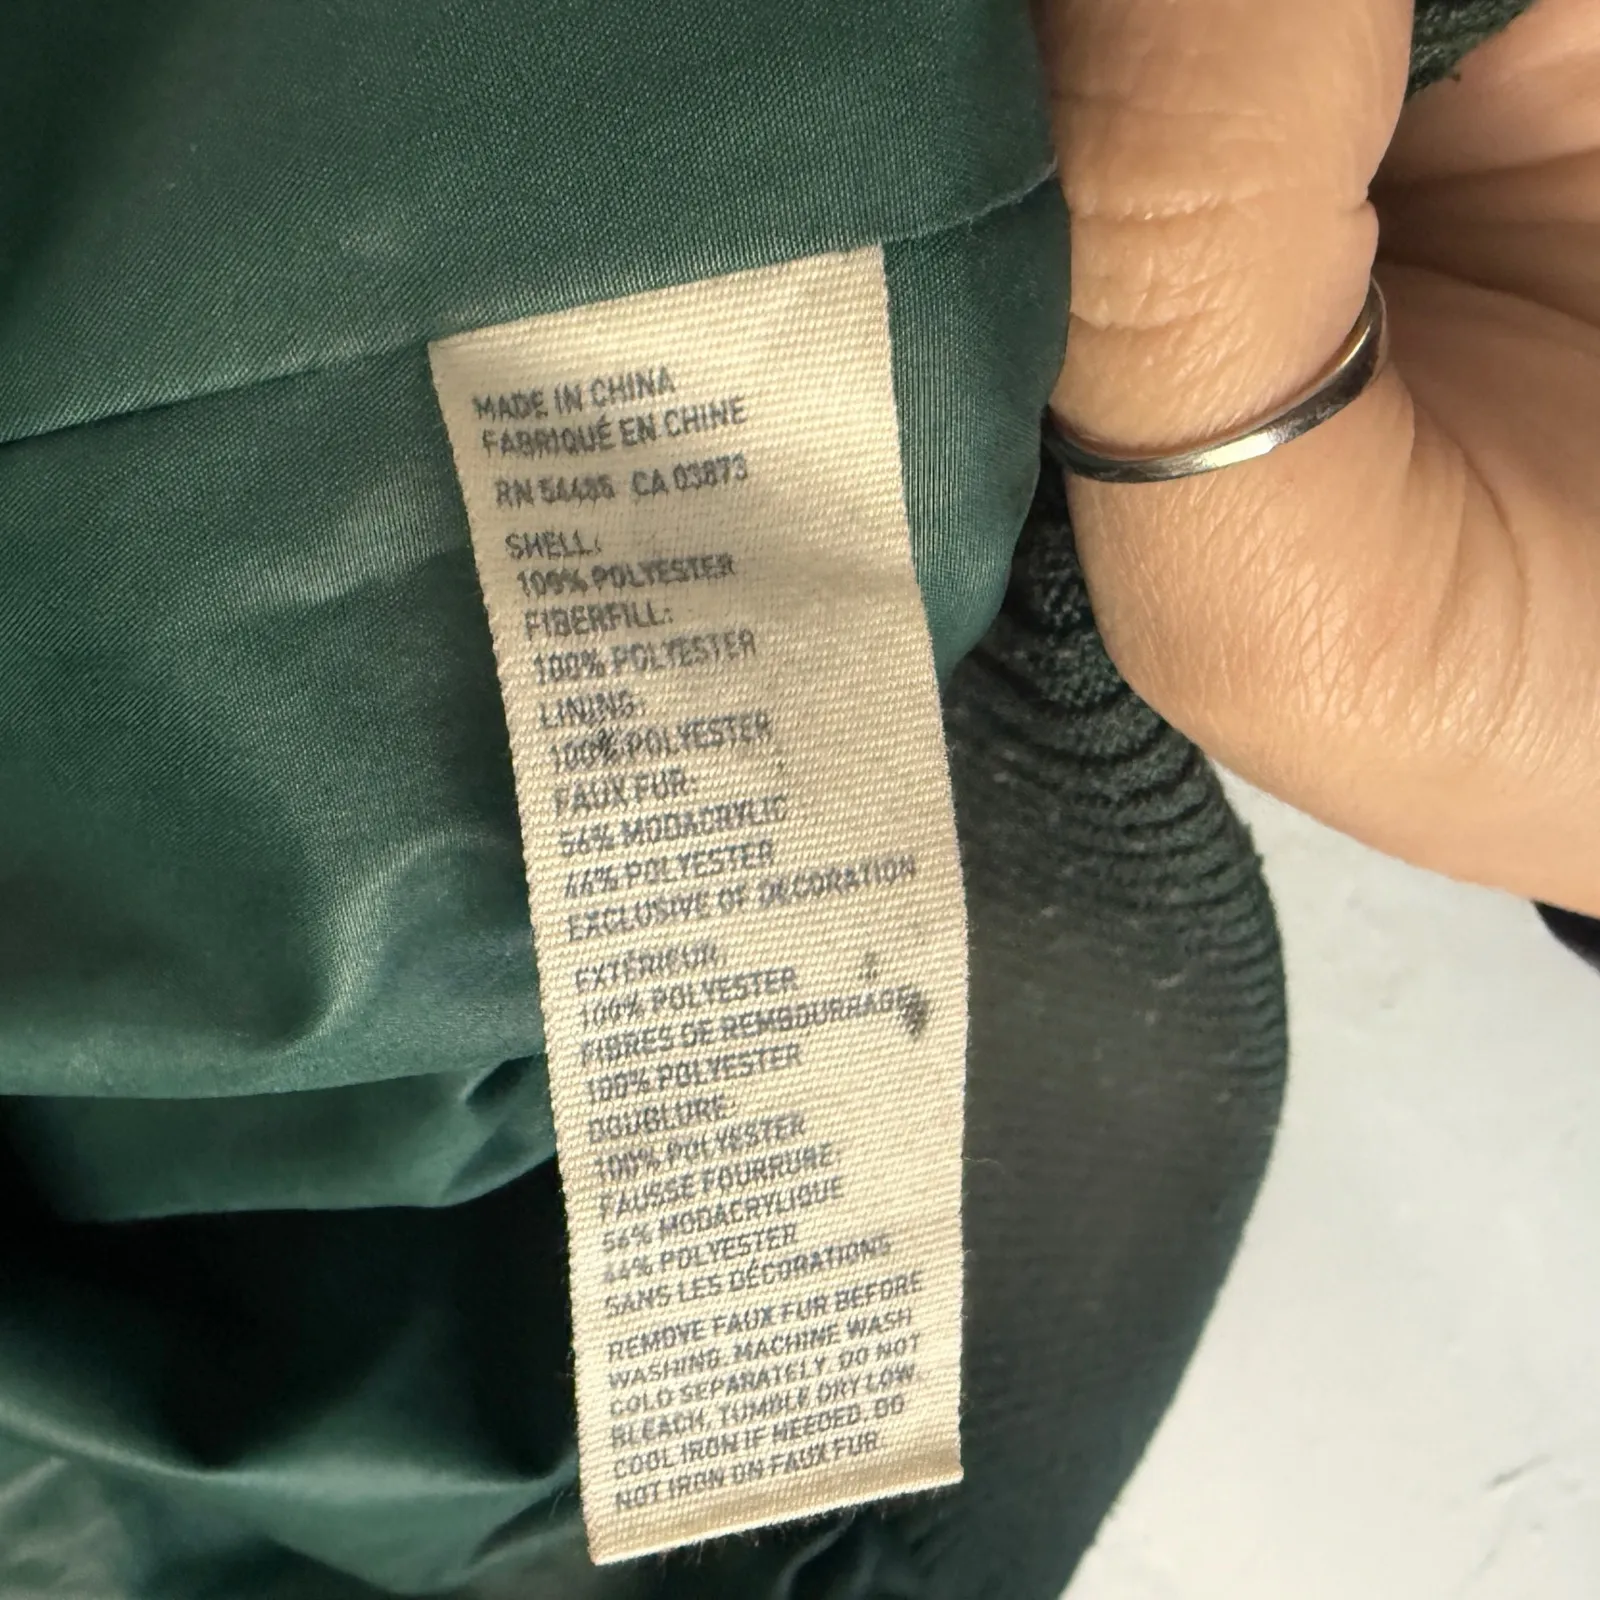 MADE IN CHINA
FABRIQUÉ EN CHINE
RN 54485 CA 03873
SHELL:
100% POLYESTER
FIBERFILL:
100% POLYESTER
LINING:
100% POLYESTER
FAUX FUR:
56% MODACRYLIC
44% POLYESTER
EXCLUSIVE OF DECORATION
EXTÉRIEUR:
100% POLYESTER
FIBRES DE REMBOURRAGE:
100% POLYESTER
DOUBLURE:
100% POLYESTER
FAUSSE FOURRURE:
56% MODACRYLIQUE
44% POLYESTER
SANS LES DÉCORATIONS
REMOVE FAUX FUR BEFORE
WASHING. MACHINE WASH
COLD SEPARATELY. DO NOT
BLEACH. TUMBLE DRY LOW.
COOL IRON IF NEEDED. DO
NOT IRON ON FAUX FUR.